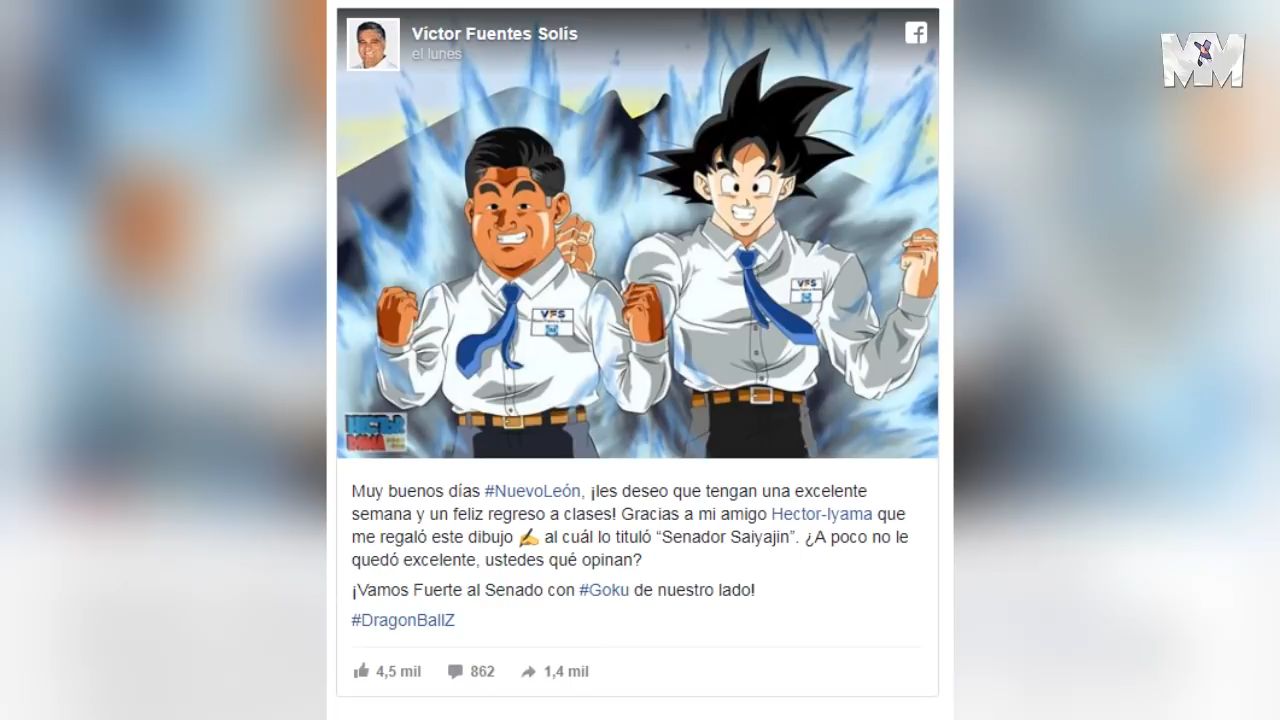 Víctor Fuentes Solís
el lunes
MM
VFS
VFS
Muy buenos días #NuevoLeón, ¡les deseo que tengan una excelente
semana y un feliz regreso a clases! Gracias a mi amigo Hector-Iyama que
me regaló este dibujo ✍ al cuál lo tituló “Senador Saiyajin”. ¿A poco no le
quedó excelente, ustedes qué opinan?
¡Vamos Fuerte al Senado con #Goku de nuestro lado!
#DragonBallZ
4,5 mil 862 1,4 mil